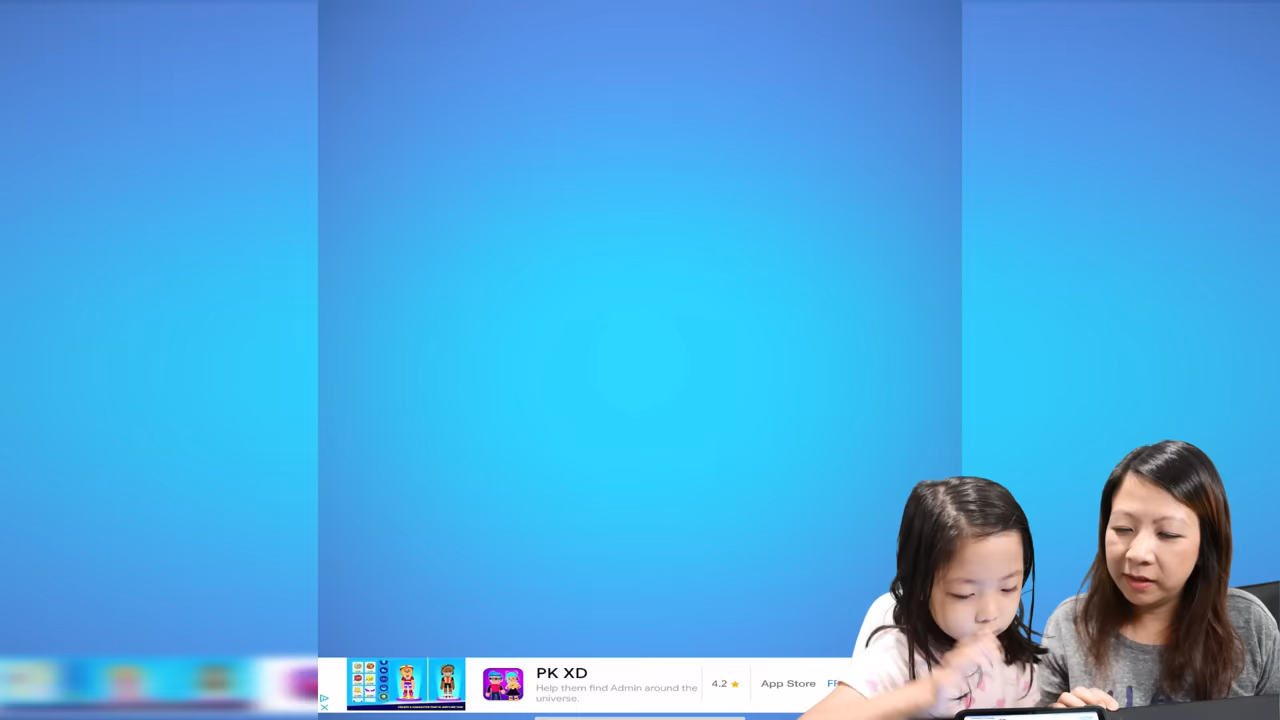 PK XD
Help them find Admin around the
universe.
4.2 ★
App Store